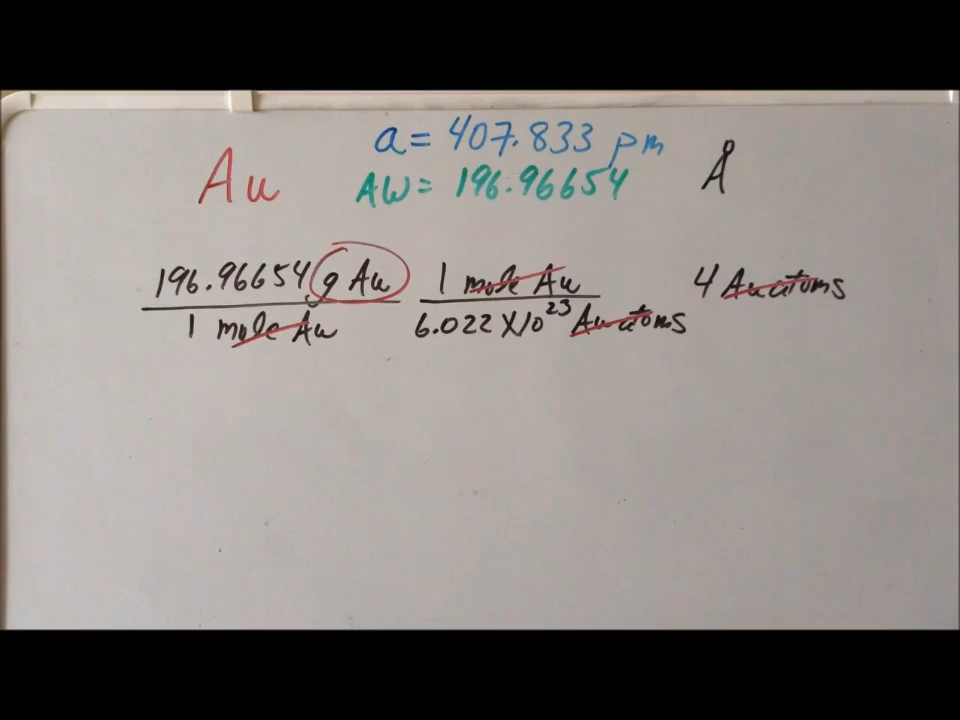 a = 407.833 pm
Au AW = 196.96654 Å
196.96654 g Au 1 mole Au 4 Au atoms
1 mole Au 6.022 X10^23 Au atoms